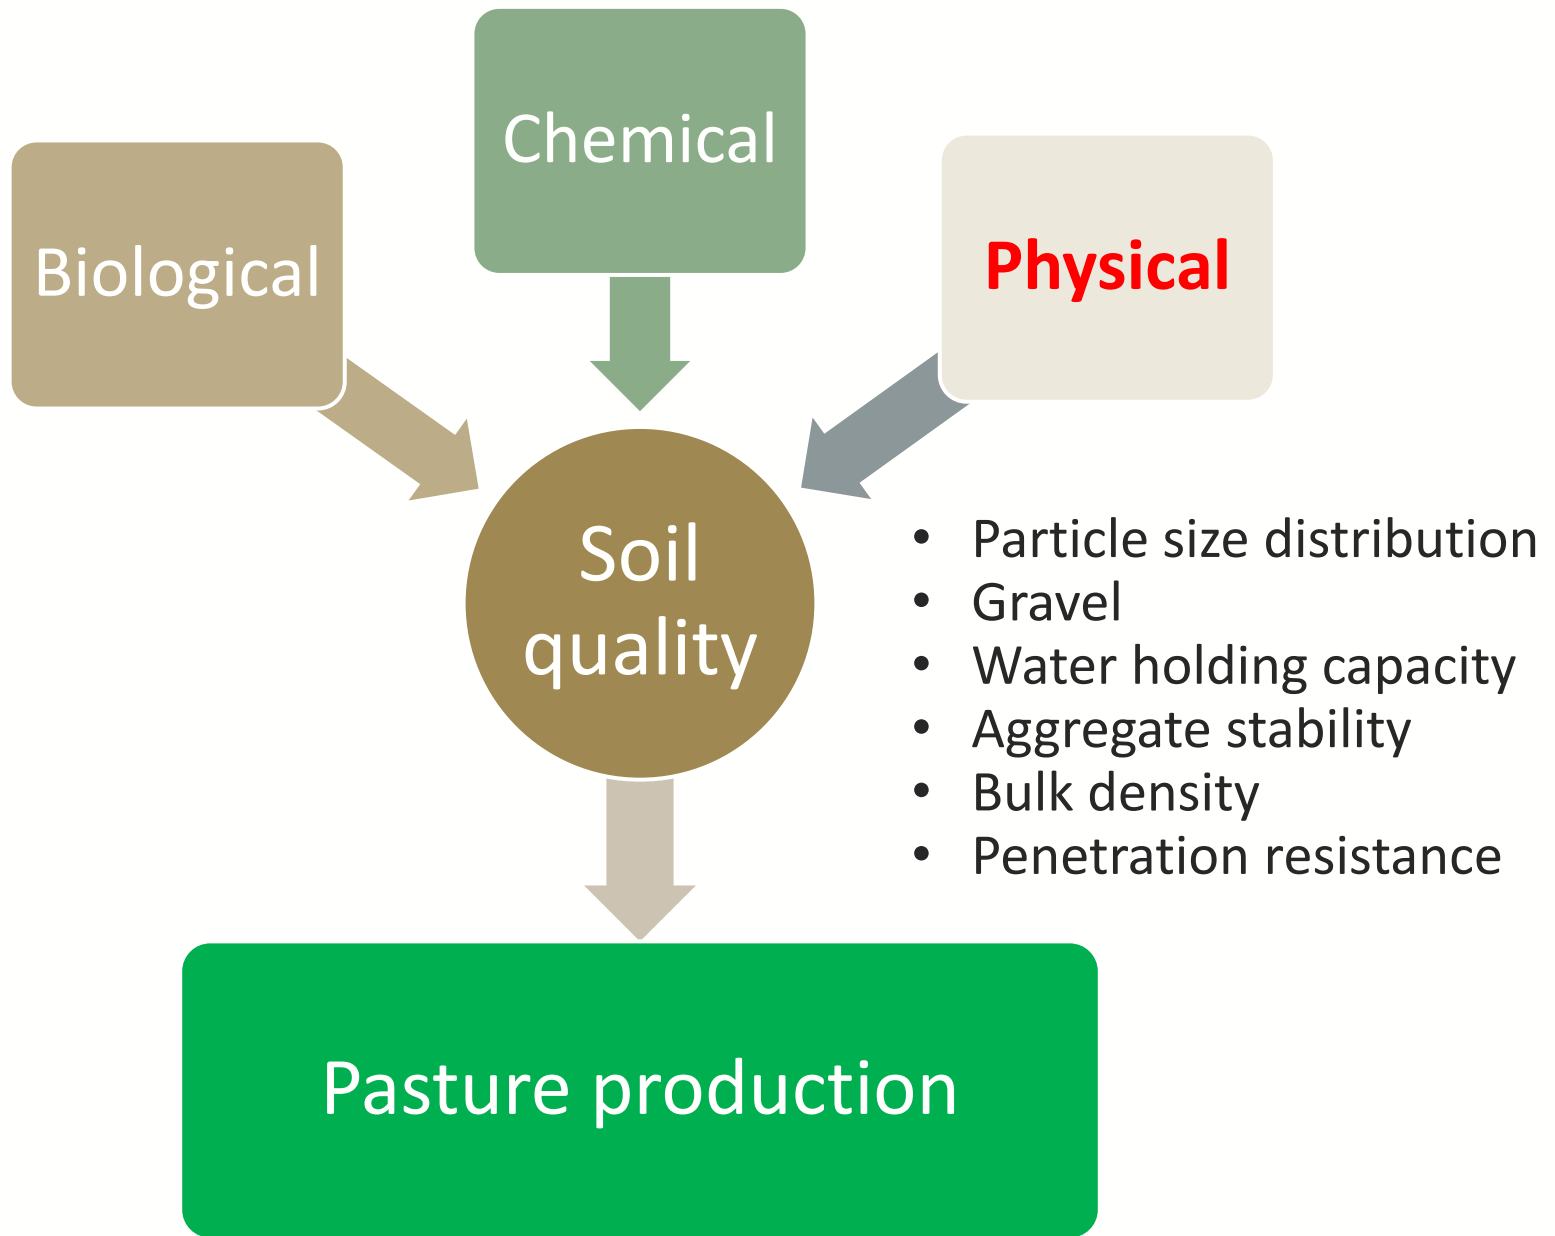 Chemical
Biological
Physical
Soil
quality
• Particle size distribution
• Gravel
• Water holding capacity
• Aggregate stability
• Bulk density
• Penetration resistance
Pasture production